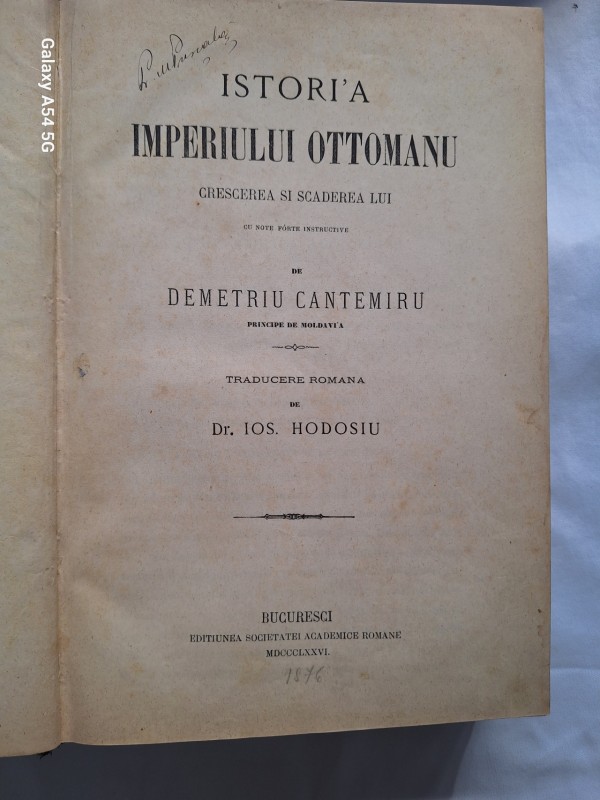 ISTORI'A
IMPERIULUI OTTOMANU
CRESCEREA SI SCADEREA LUI
CU NOTE FÓRTE INSTRUCTIVE
DE
DEMETRIU CANTEMIRU
PRINCIPE DE MOLDAVI'A
TRADUCERE ROMANA
DE
Dr. IOS. HODOSIU
BUCURESCI
EDITIUNEA SOCIETATEI ACADEMICE ROMANE
MDCCCLXXVI.
1876
Galaxy A54 5G